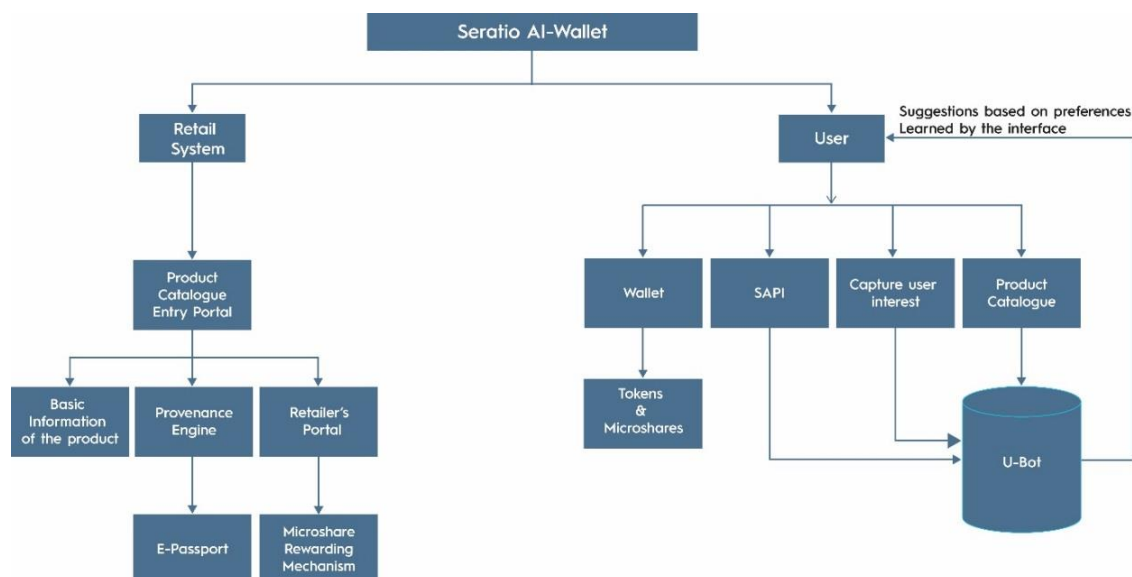 Seratio AI-Wallet
Retail
System
User
Suggestions based on preferences
Learned by the interface
Product
Catalogue
Entry Portal
Wallet
SAPI
Capture user
interest
Product
Catalogue
Basic
Information
of the product
Provenance
Engine
Retailer's
Portal
Tokens
&
Microshares
U-Bot
E-Passport
Microshare
Rewarding
Mechanism